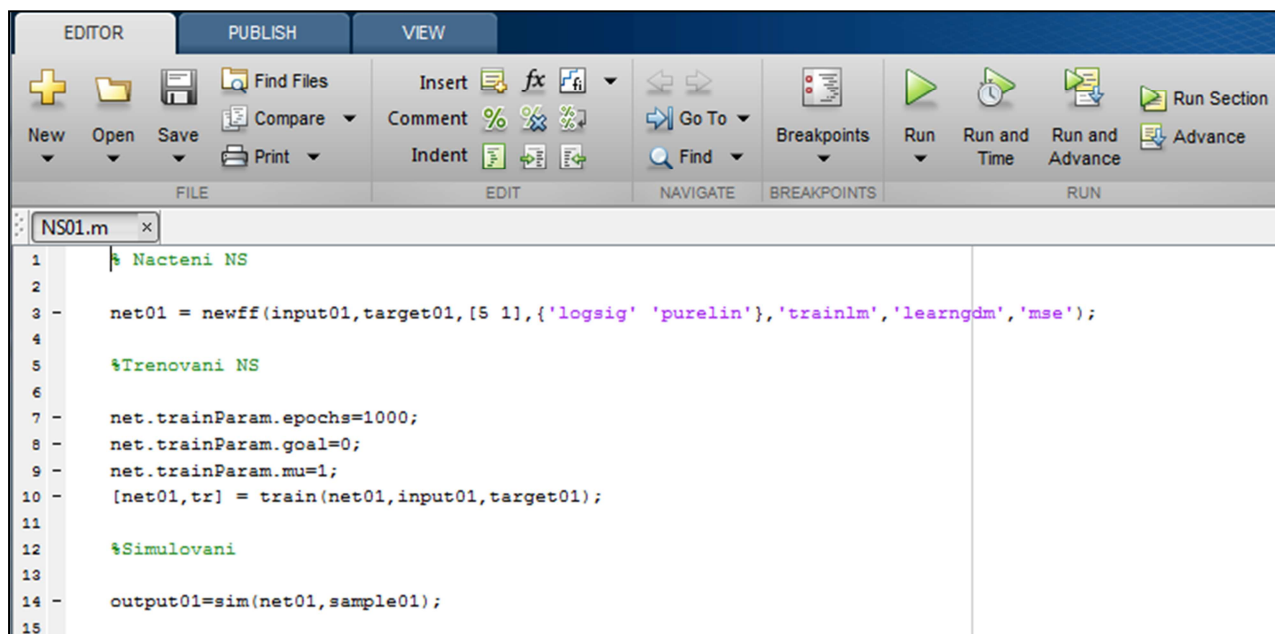 EDITOR PUBLISH VIEW
New
Open
Save
Find Files
Compare
Print
FILE
Insert fx fi
Comment % % %
Indent
EDIT
Go To
Find
NAVIGATE
Breakpoints
BREAKPOINTS
Run
Run and
Time
Run and
Advance
Run Section
Advance
RUN
NS01.m ×
1 % Nacteni NS
2
3 - net01 = newff(input01,target01,[5 1],{'logsig' 'purelin'},'trainlm','learngdm','mse');
4
5 %Trenovani NS
6
7 - net.trainParam.epochs=1000;
8 - net.trainParam.goal=0;
9 - net.trainParam.mu=1;
10 - [net01,tr] = train(net01,input01,target01);
11
12 %Simulovani
13
14 - output01=sim(net01,sample01);
15